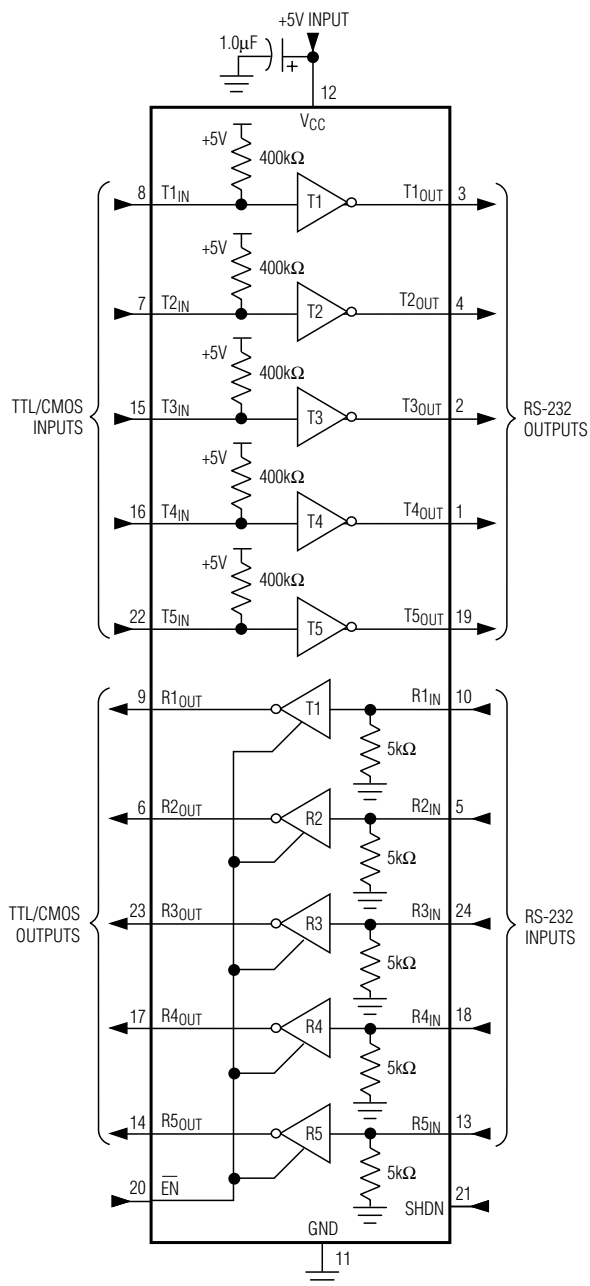 +5V INPUT
1.0µF
+
12
VCC
+5V
400kΩ
8 T1IN T1 T1OUT 3
+5V
400kΩ
7 T2IN T2 T2OUT 4
+5V
400kΩ
TTL/CMOS INPUTS
15 T3IN T3 T3OUT 2
RS-232 OUTPUTS
+5V
400kΩ
16 T4IN T4 T4OUT 1
+5V
400kΩ
22 T5IN T5 T5OUT 19
9 R1OUT T1 R1IN 10
5kΩ
6 R2OUT R2 R2IN 5
5kΩ
TTL/CMOS OUTPUTS
23 R3OUT R3 R3IN 24
RS-232 INPUTS
5kΩ
17 R4OUT R4 R4IN 18
5kΩ
14 R5OUT R5 R5IN 13
5kΩ
20 E̅N̅ SHDN 21
GND
11